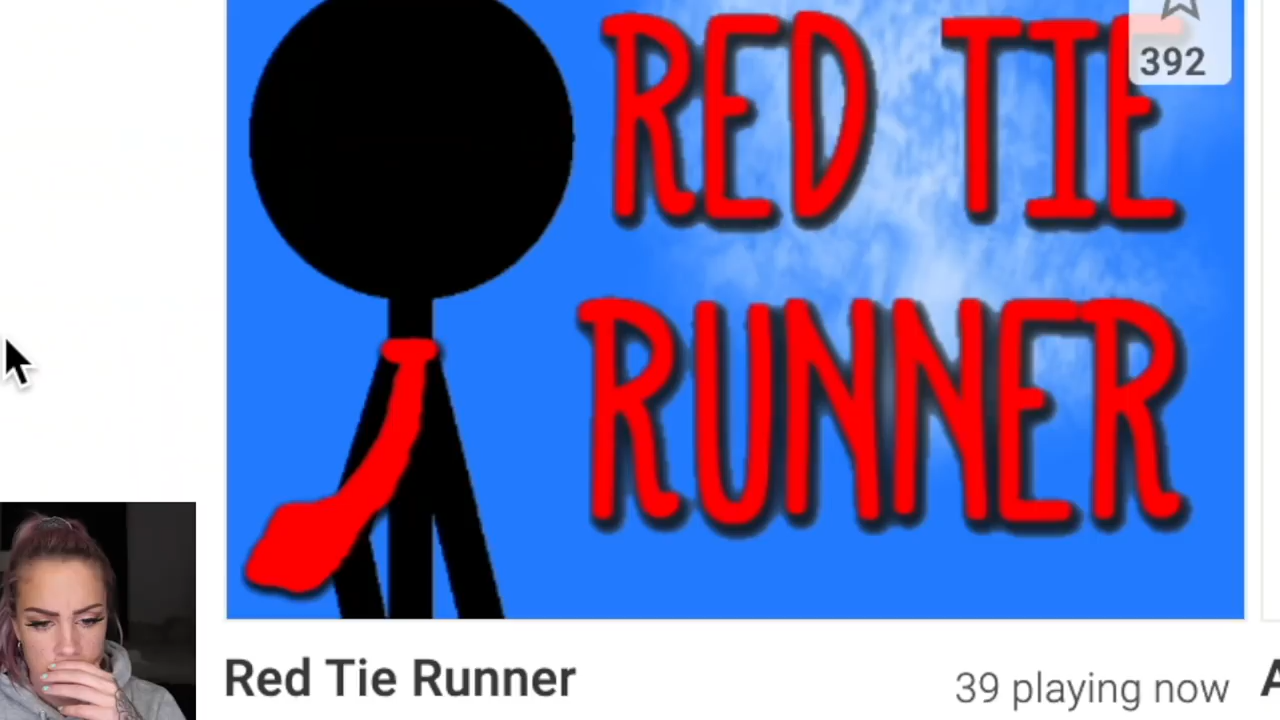 392
RED TIE
RUNNER
Red Tie Runner
39 playing now
A